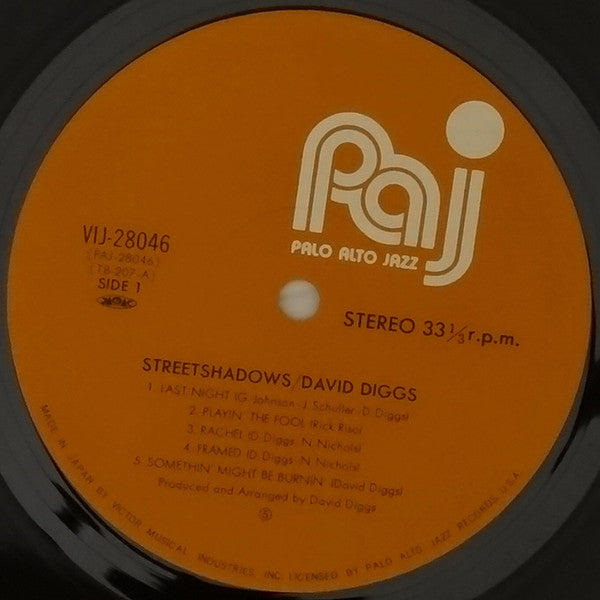 Paj
PALO ALTO JAZZ
VIJ-28046
(PAJ-28046)
(TB-207-A)
SIDE 1
STEREO 33 1/3 r.p.m.
STREETSHADOWS/DAVID DIGGS
1. LAST NIGHT (G. Johnson-J. Schuller-D. Diggs)
2. PLAYIN' THE FOOL (Rick Riso)
3. RACHEL (D. Diggs-N. Nichols)
4. FRAMED (D. Diggs-N. Nichols)
5. SOMETHIN' MIGHT BE BURNIN' (David Diggs)
Produced and Arranged by David Diggs
Ⓢ
MADE IN JAPAN BY VICTOR MUSICAL INDUSTRIES, INC. LICENSED BY PALO ALTO JAZZ RECORDS, U.S.A.